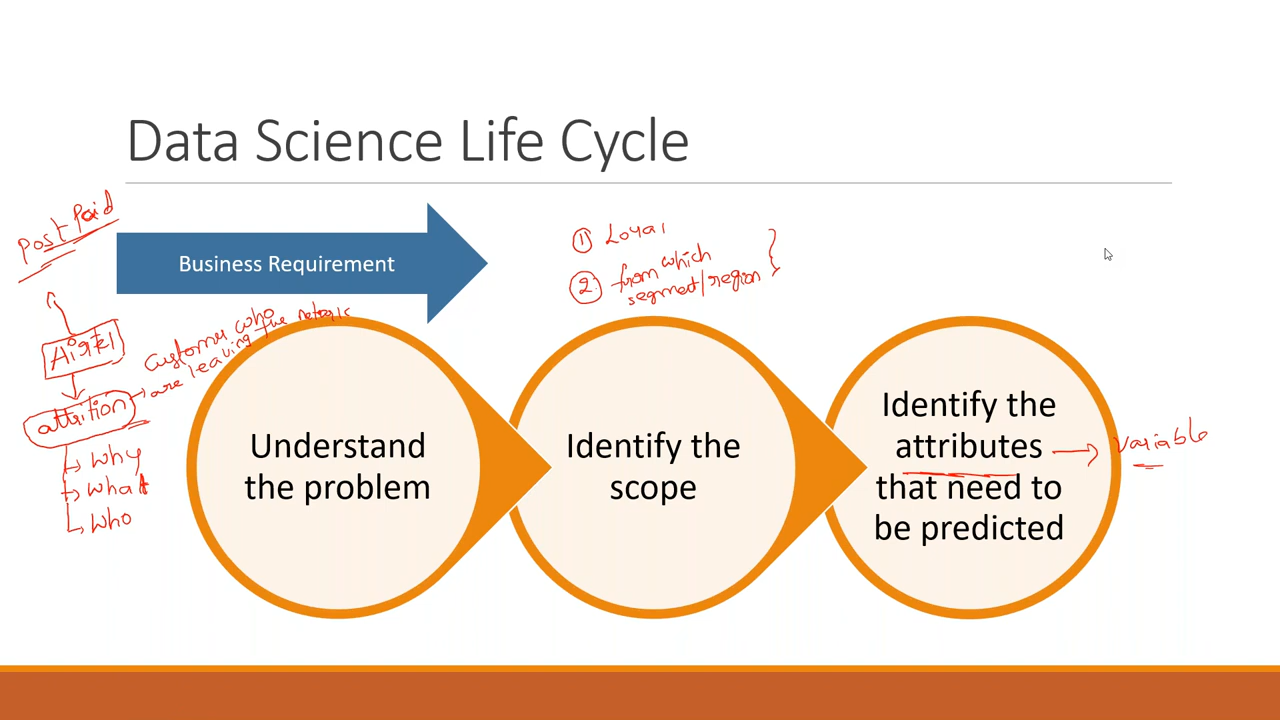 Data Science Life Cycle
Post Paid
Business Requirement
① Loyal
② from which
segment/region
Airtel
customer who
are leaving the network
attrition
Why
What
Who
Understand
the problem
Identify the
scope
Identify the
attributes
that need to
be predicted
variable